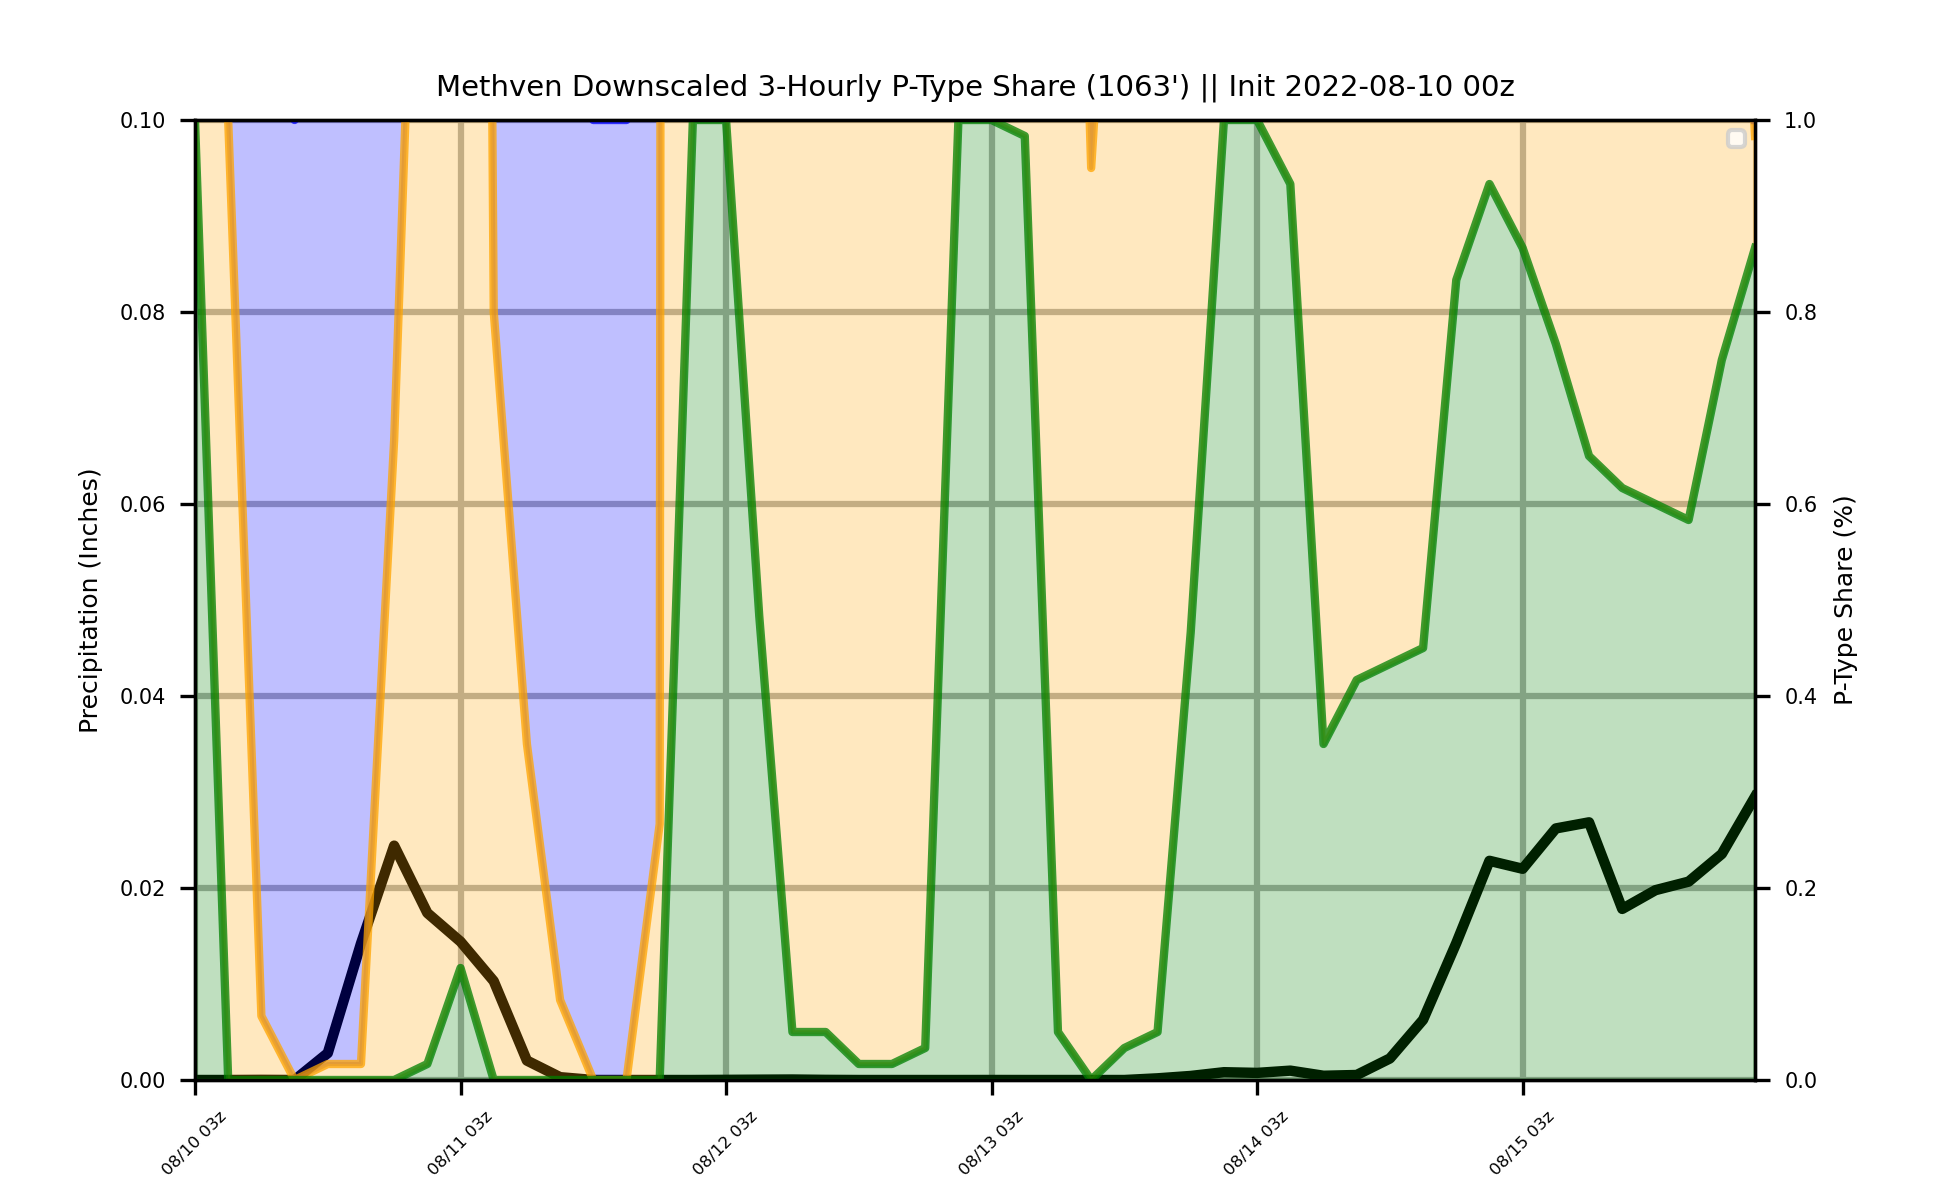 Methven Downscaled 3-Hourly P-Type Share (1063') || Init 2022-08-10 00z
0.10
0.08
0.06
0.04
0.02
0.00
Precipitation (Inches)
1.0
0.8
0.6
0.4
0.2
0.0
P-Type Share (%)
08/10 03z
08/11 03z
08/12 03z
08/13 03z
08/14 03z
08/15 03z